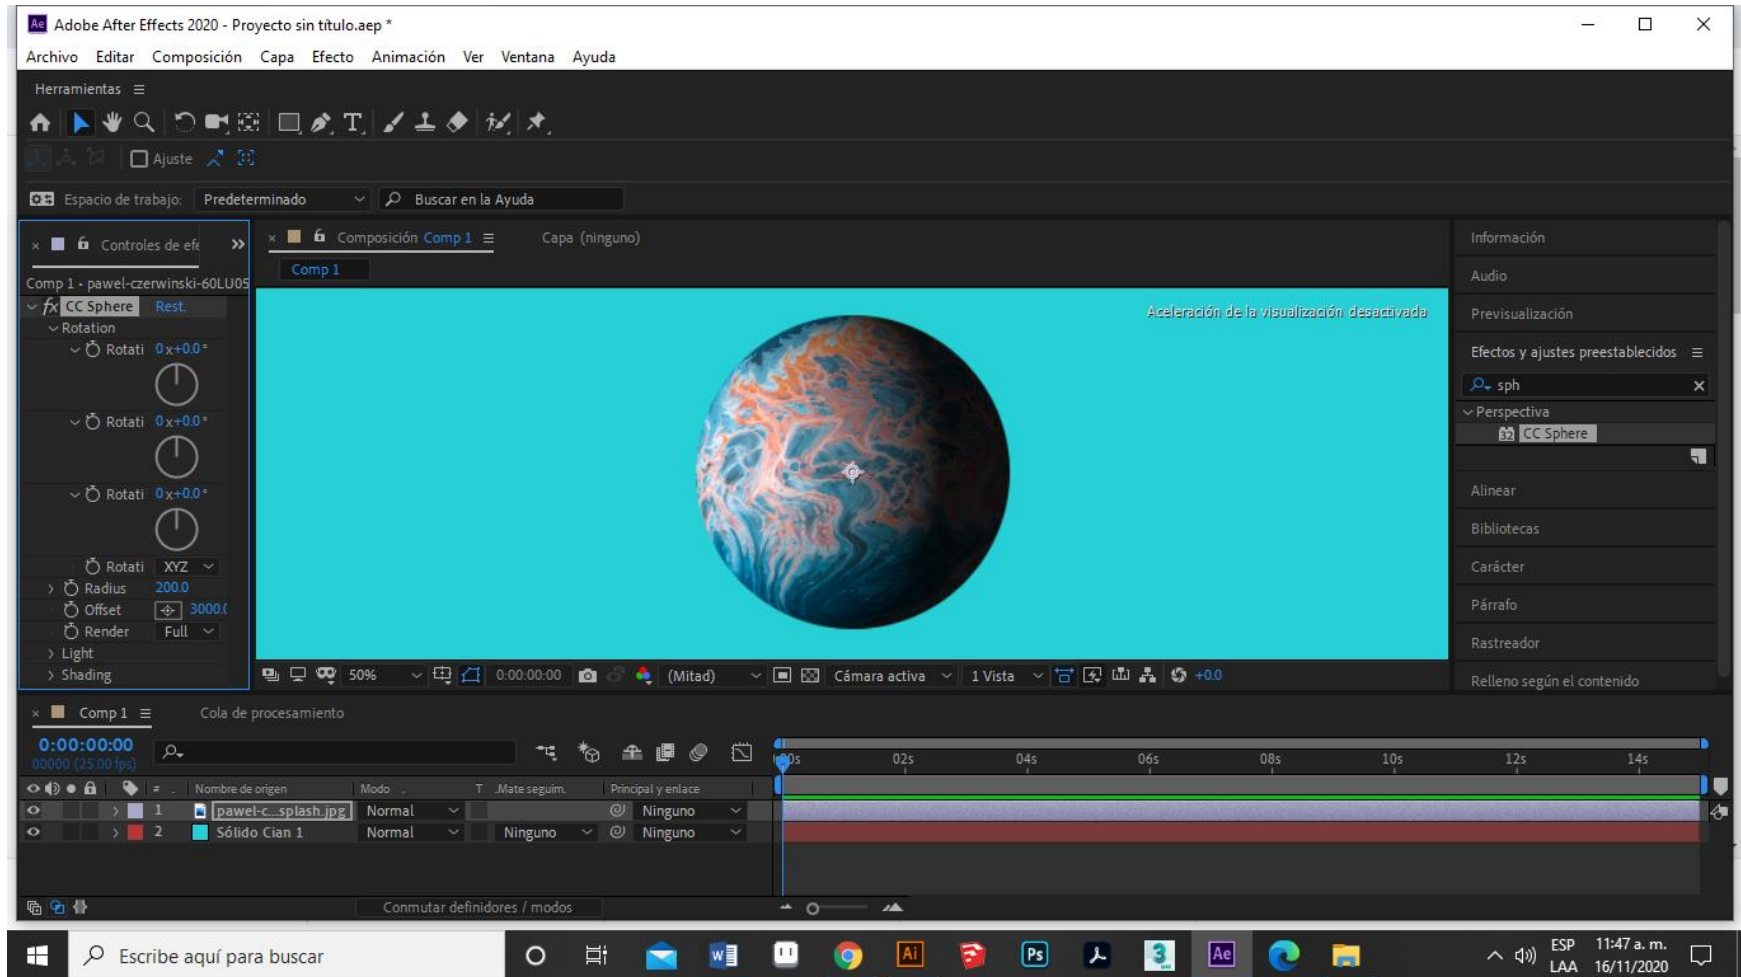 Ae Adobe After Effects 2020 - Proyecto sin título.aep *
Archivo Editar Composición Capa Efecto Animación Ver Ventana Ayuda
Herramientas
Ajuste
Espacio de trabajo: Predeterminado Buscar en la Ayuda
Controles de efe
Composición Comp 1 Capa (ninguno)
Comp 1
Comp 1 • pawel-czerwinski-60LU05
fx CC Sphere Rest.
Rotation
Rotati 0x+0.0°
Rotati 0x+0.0°
Rotati 0x+0.0°
Rotati XYZ
Radius 200.0
Offset 3000.(
Render Full
Light
Shading
Aceleración de la visualización desactivada
50% 0:00:00:00 (Mitad) Cámara activa 1 Vista +0.0
Información
Audio
Previsualización
Efectos y ajustes preestablecidos
sph
Perspectiva
32 CC Sphere
Alinear
Bibliotecas
Carácter
Párrafo
Rastreador
Relleno según el contenido
Comp 1 Cola de procesamiento
0:00:00:00
00000 (25.00 fps)
02s 04s 06s 08s 10s 12s 14s
# Nombre de origen Modo T .Mate seguim. Principal y enlace
1 pawel-c...splash.jpg Normal Ninguno
2 Sólido Cian 1 Normal Ninguno Ninguno
Conmutar definidores / modos
Escribe aquí para buscar
Ai Ps 3 Ae
ESP 11:47 a. m.
LAA 16/11/2020